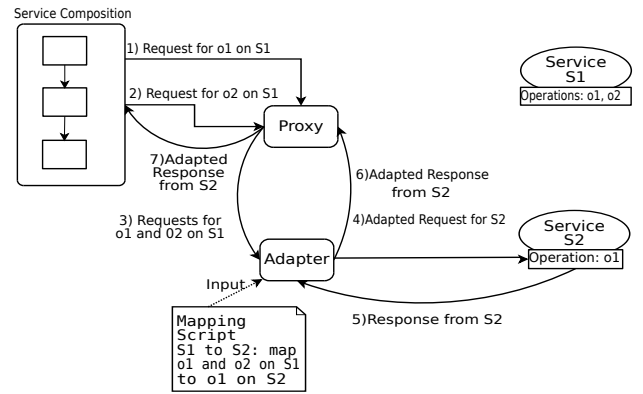 Service Composition
1) Request for o1 on S1
2) Request for o2 on S1
Service
S1
Operations: o1, o2
Proxy
7)Adapted
Response
from S2
6)Adapted Response
from S2
3) Requests for
o1 and 02 on S1
4)Adapted Request for S2
Service
S2
Operation: o1
Adapter
Input
5)Response from S2
Mapping
Script
S1 to S2: map
o1 and o2 on S1
to o1 on S2